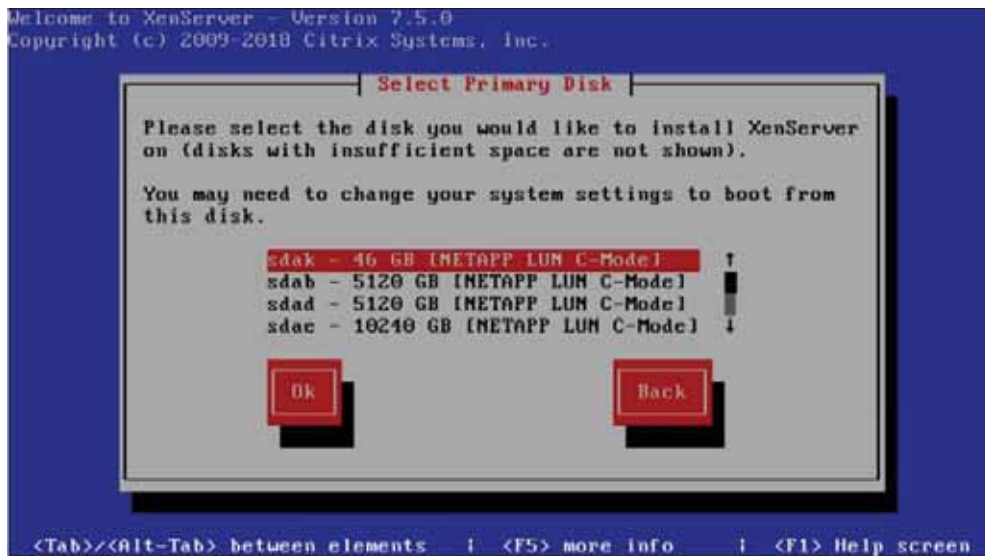 Welcome to XenServer - Version 7.5.0
Copyright (c) 2009-2018 Citrix Systems, Inc.
Select Primary Disk
Please select the disk you would like to install XenServer
on (disks with insufficient space are not shown).
You may need to change your system settings to boot from
this disk.
sdak - 46 GB [NETAPP LUN C-Mode]
sdab - 5120 GB [NETAPP LUN C-Mode]
sdad - 5120 GB [NETAPP LUN C-Mode]
sdae - 10240 GB [NETAPP LUN C-Mode]
Ok Back
<Tab>/<Alt-Tab> between elements | <F5> more info | <F1> Help screen